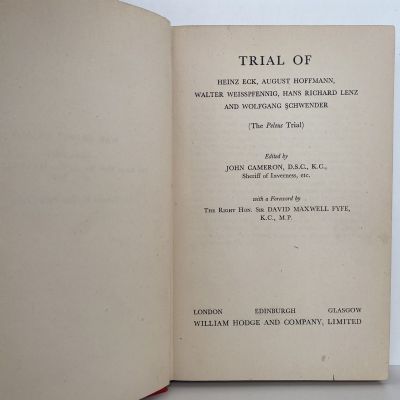 TRIAL OF
HEINZ ECK, AUGUST HOFFMANN,
WALTER WEISSPFENNIG, HANS RICHARD LENZ
AND WOLFGANG SCHWENDER
(The Peleus Trial)
Edited by
JOHN CAMERON, D.S.C., K.C.,
Sheriff of Inverness, etc.
with a Foreword by
THE RIGHT HON. SIR DAVID MAXWELL FYFE,
K.C., M.P.
LONDON EDINBURGH GLASGOW
WILLIAM HODGE AND COMPANY, LIMITED